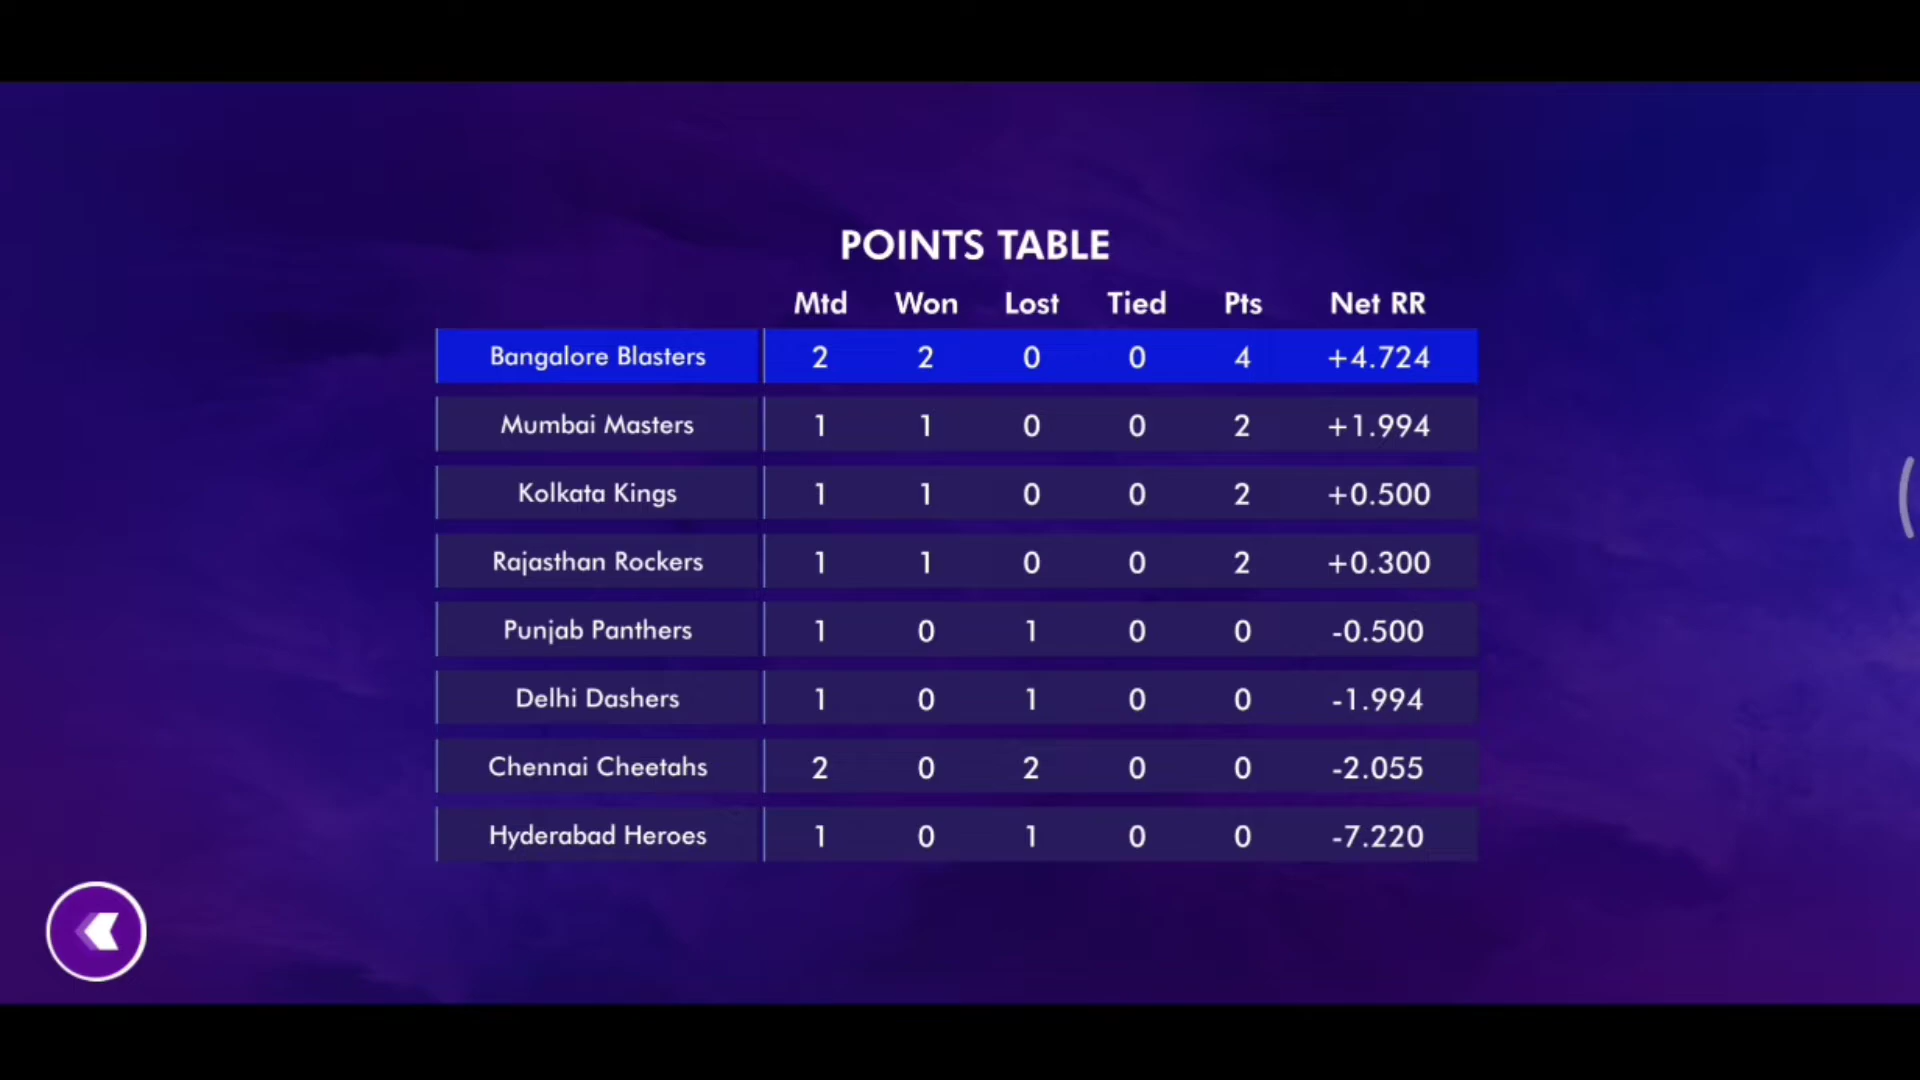 POINTS TABLE
Mtd Won Lost Tied Pts Net RR
Bangalore Blasters 2 2 0 0 4 +4.724
Mumbai Masters 1 1 0 0 2 +1.994
Kolkata Kings 1 1 0 0 2 +0.500
Rajasthan Rockers 1 1 0 0 2 +0.300
Punjab Panthers 1 0 1 0 0 -0.500
Delhi Dashers 1 0 1 0 0 -1.994
Chennai Cheetahs 2 0 2 0 0 -2.055
Hyderabad Heroes 1 0 1 0 0 -7.220